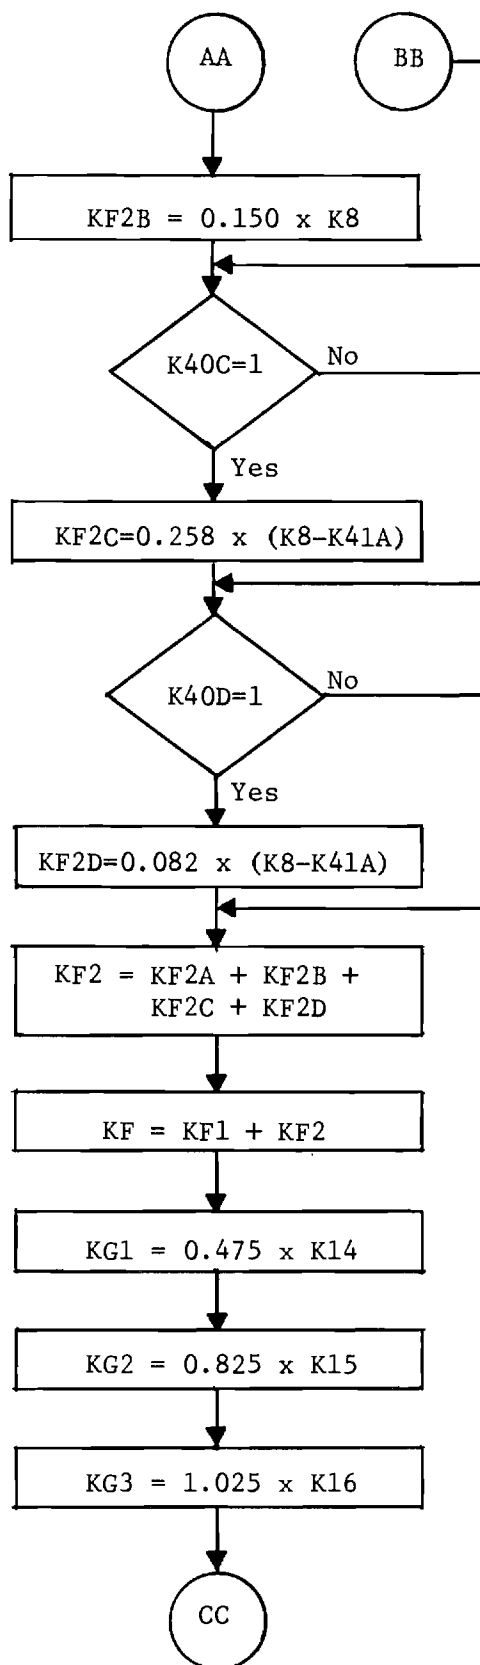 AA
BB
KF2B = 0.150 x K8
K40C=1
No
Yes
KF2C=0.258 x (K8-K41A)
K40D=1
No
Yes
KF2D=0.082 x (K8-K41A)
KF2 = KF2A + KF2B +
KF2C + KF2D
KF = KF1 + KF2
KG1 = 0.475 x K14
KG2 = 0.825 x K15
KG3 = 1.025 x K16
CC